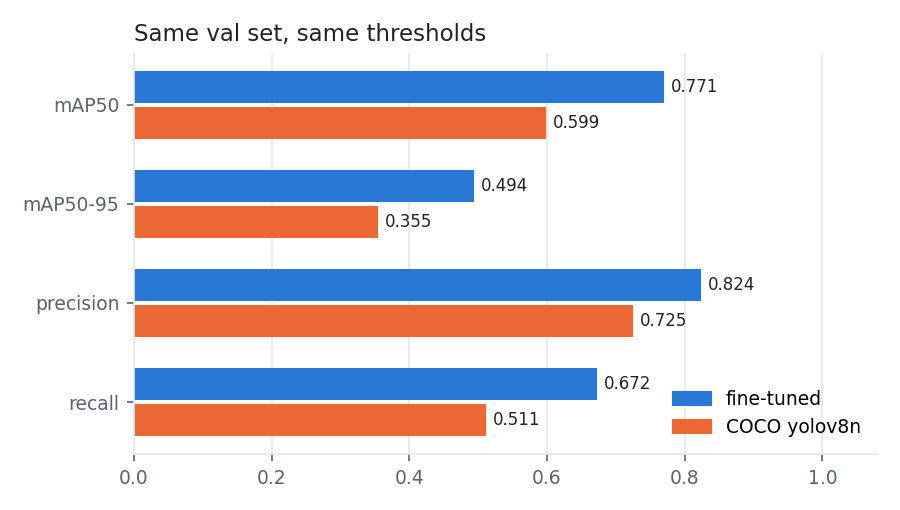 Same val set, same thresholds
mAP50
0.771
0.599
mAP50-95
0.494
0.355
precision
0.824
0.725
recall
0.672
0.511
fine-tuned
COCO yolov8n
0.0 0.2 0.4 0.6 0.8 1.0